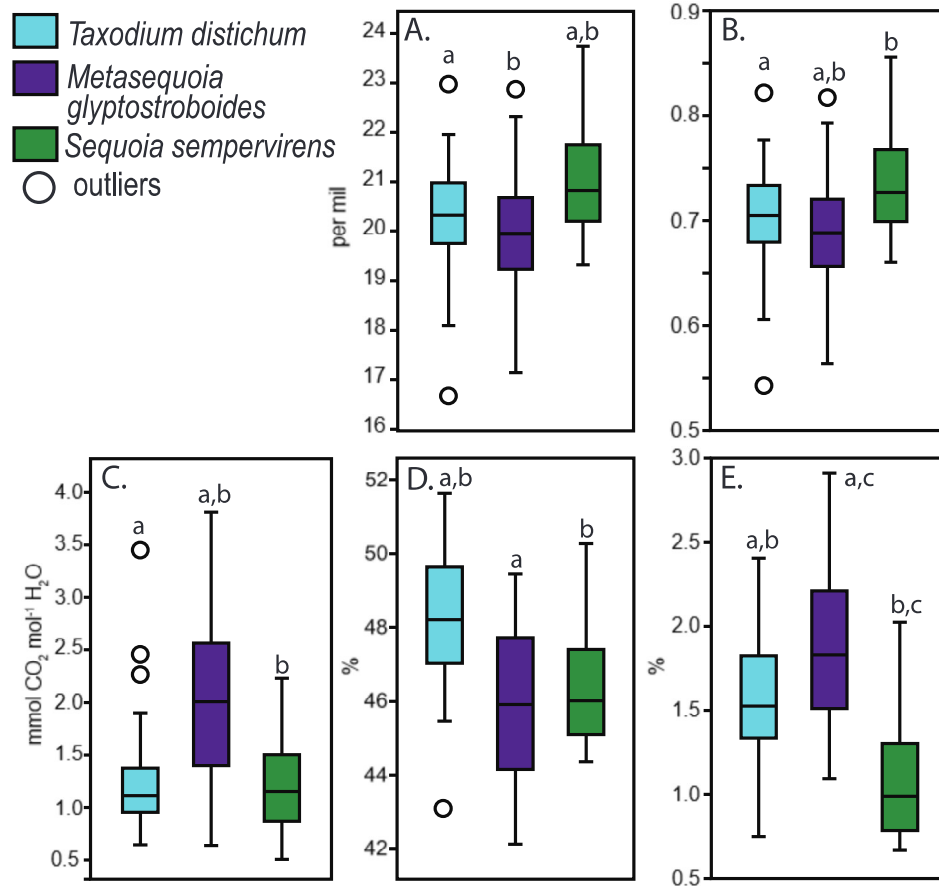 Taxodium distichum
Metasequoia
glyptostroboides
Sequoia sempervirens
outliers
A.
a
b
a,b
24
23
22
21
20
19
18
17
16
per mil
B.
a
a,b
b
0.9
0.8
0.7
0.6
0.5
C.
a
a,b
b
4.0
3.5
3.0
2.5
2.0
1.5
1.0
0.5
mmol CO₂ mol⁻¹ H₂O
D.
a,b
a
b
52
50
48
46
44
42
%
E.
a,b
a,c
b,c
3.0
2.5
2.0
1.5
1.0
0.5
%